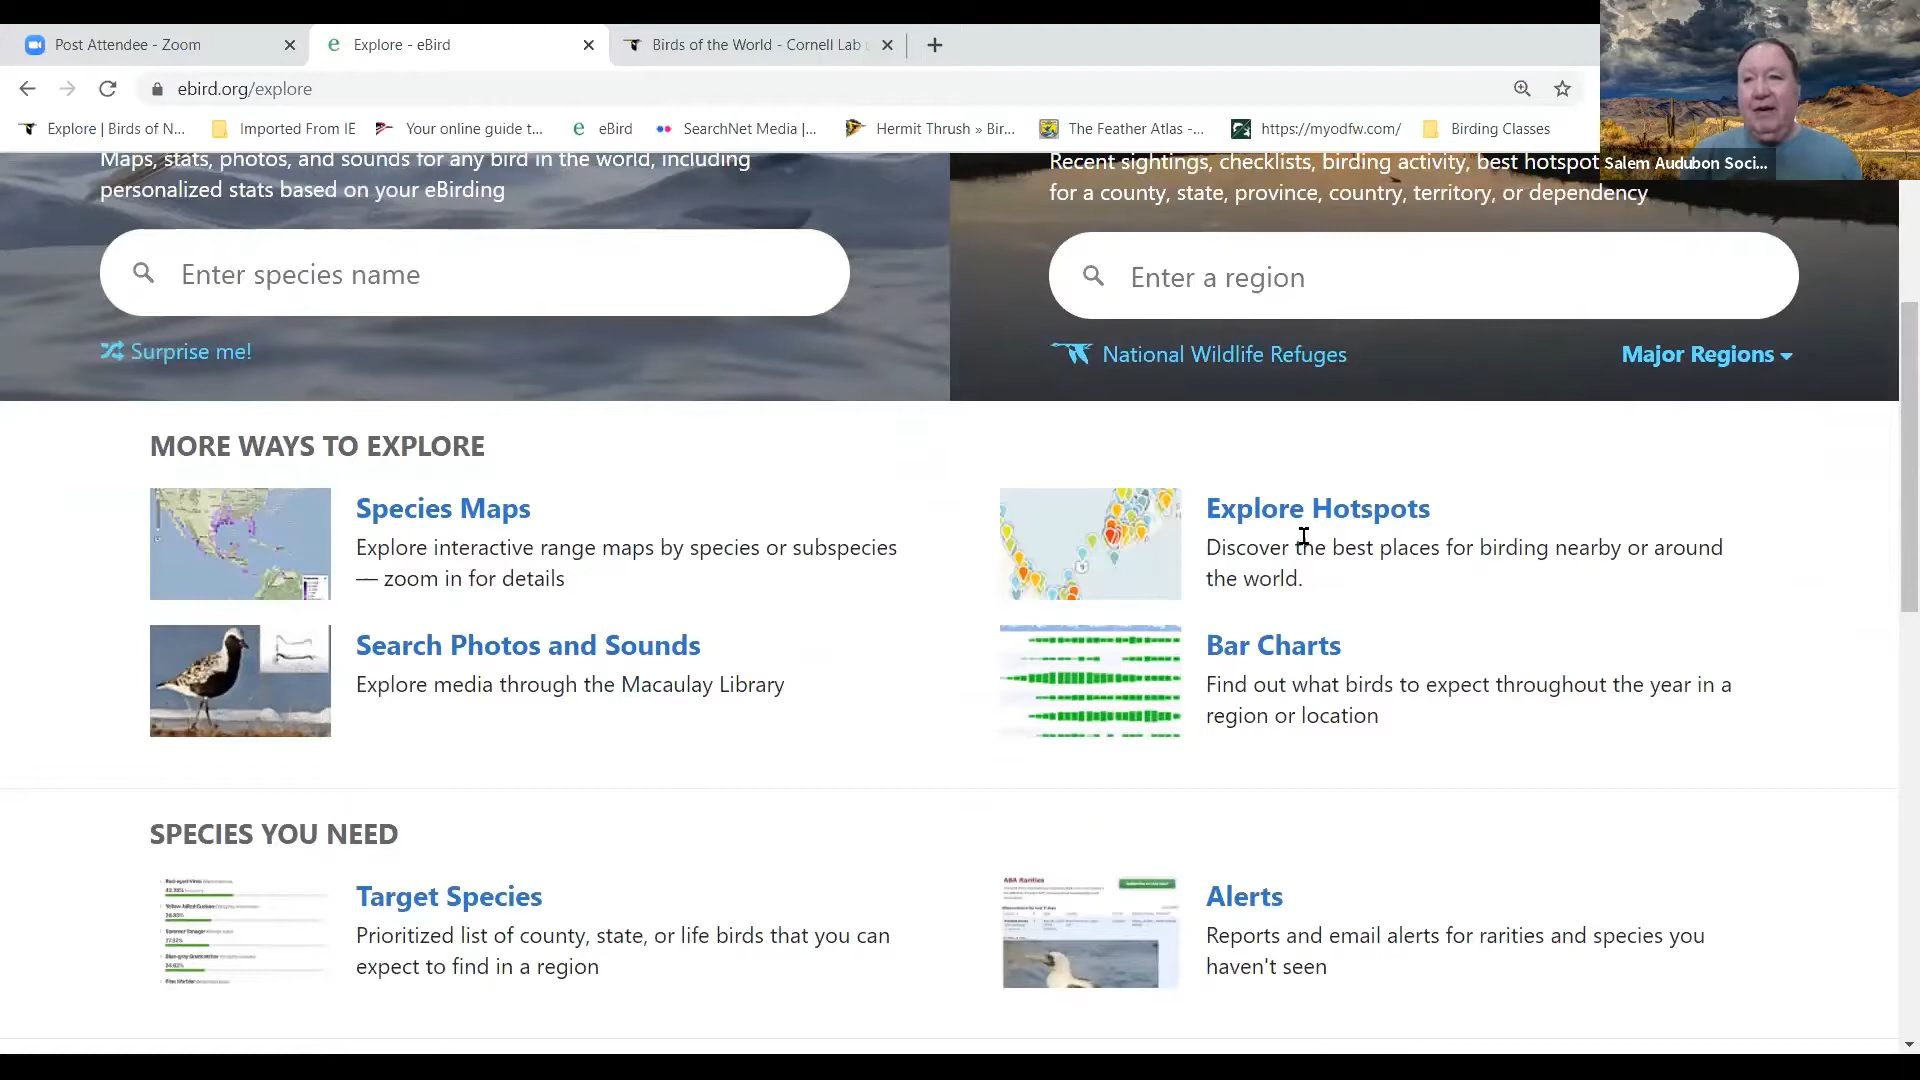 Post Attendee - Zoom
Explore - eBird
Birds of the World - Cornell Lab
ebird.org/explore
Explore | Birds of N...
Imported From IE
Your online guide t...
eBird
SearchNet Media |...
Hermit Thrush » Bir...
The Feather Atlas -...
https://myodfw.com/
Birding Classes
Salem Audubon Soci...
Maps, stats, photos, and sounds for any bird in the world, including
personalized stats based on your eBirding
Enter species name
Surprise me!
Recent sightings, checklists, birding activity, best hotspot
for a county, state, province, country, territory, or dependency
Enter a region
National Wildlife Refuges
Major Regions
MORE WAYS TO EXPLORE
Species Maps
Explore interactive range maps by species or subspecies
— zoom in for details
Explore Hotspots
Discover the best places for birding nearby or around
the world.
Search Photos and Sounds
Explore media through the Macaulay Library
Bar Charts
Find out what birds to expect throughout the year in a
region or location
SPECIES YOU NEED
Target Species
Prioritized list of county, state, or life birds that you can
expect to find in a region
ABA Rarities
Alerts
Reports and email alerts for rarities and species you
haven't seen